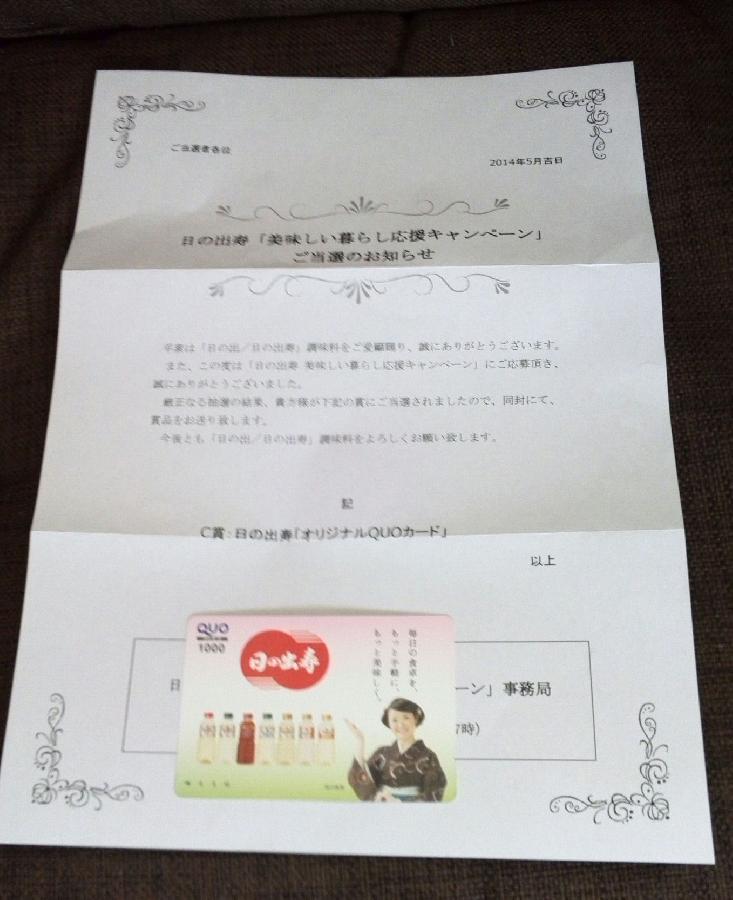 ご当選者各位
2014年5月吉日
日の出寿「美味しい暮らし応援キャンペーン」
ご当選のお知らせ
平素は「日の出／日の出寿」調味料をご愛顧賜り、誠にありがとうございます。
また、この度は「日の出寿 美味しい暮らし応援キャンペーン」にご応募頂き、
誠にありがとうございました。
厳正なる抽選の結果、貴方様が下記の賞にご当選されましたので、同封にて、
賞品をお送り致します。
今後とも「日の出／日の出寿」調味料をよろしくお願い致します。
記
C賞：日の出寿「オリジナルQUOカード」
以上
日
ーン」事務局
7時）
QUO
1000
日の出寿
毎日の食卓を、
もっと手軽に、
もっと美味しく。